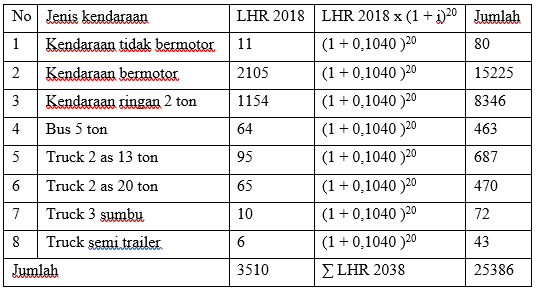 No Jenis kendaraan LHR 2018 LHR 2018 x (1 + i)²⁰ Jumlah
1 Kendaraan tidak bermotor 11 (1 + 0,1040 )²⁰ 80
2 Kendaraan bermotor 2105 (1 + 0,1040 )²⁰ 15225
3 Kendaraan ringan 2 ton 1154 (1 + 0,1040 )²⁰ 8346
4 Bus 5 ton 64 (1 + 0,1040 )²⁰ 463
5 Truck 2 as 13 ton 95 (1 + 0,1040 )²⁰ 687
6 Truck 2 as 20 ton 65 (1 + 0,1040 )²⁰ 470
7 Truck 3 sumbu 10 (1 + 0,1040 )²⁰ 72
8 Truck semi trailer 6 (1 + 0,1040 )²⁰ 43
Jumlah 3510 ∑ LHR 2038 25386